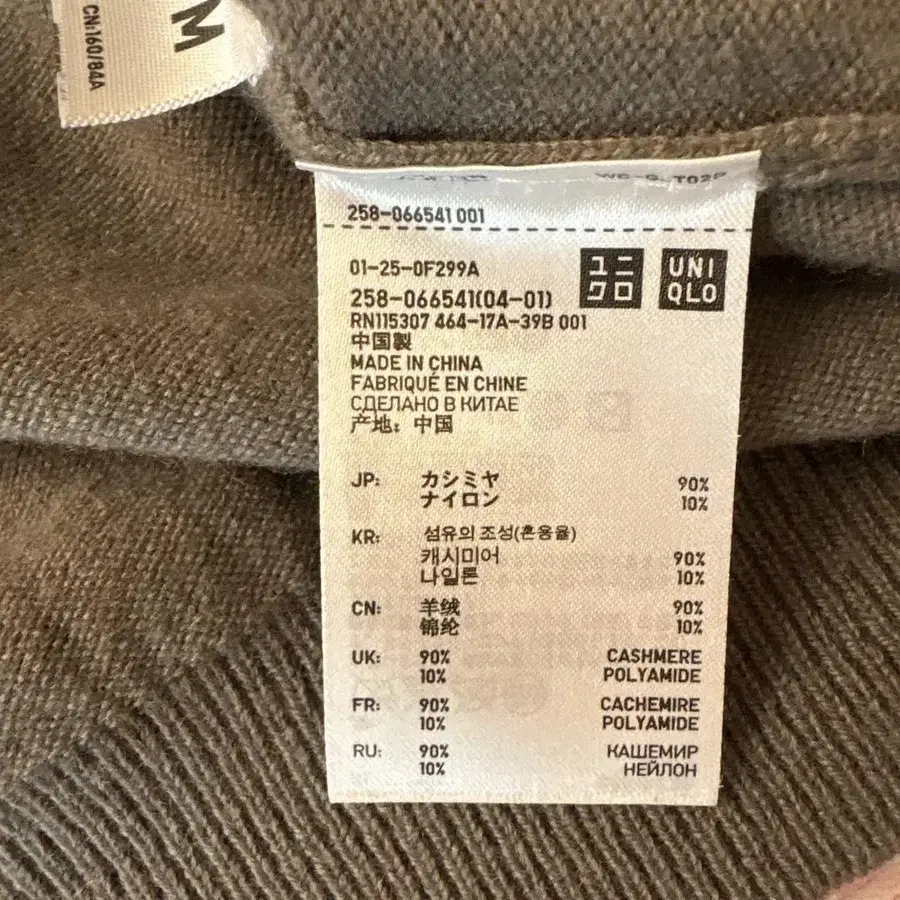 M
CN:160/84A
258-066541 001
01-25-0F299A
ユニクロ
UNIQLO
258-066541(04-01)
RN115307 464-17A-39B 001
中国製
MADE IN CHINA
FABRIQUÉ EN CHINE
СДЕЛАНО В КИТАЕ
产地：中国
JP: カシミヤ 90%
ナイロン 10%
KR: 섬유의 조성(혼용율)
캐시미어 90%
나일론 10%
CN: 羊绒 90%
锦纶 10%
UK: 90% CASHMERE
10% POLYAMIDE
FR: 90% CACHEMIRE
10% POLYAMIDE
RU: 90% КАШЕМИР
10% НЕЙЛОН